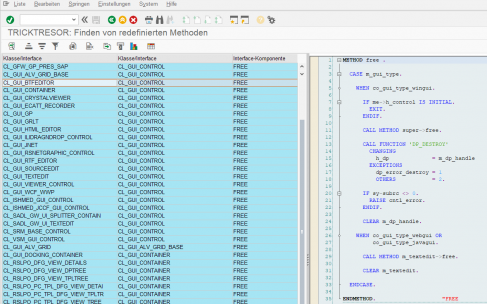 Liste Bearbeiten Springen Einstellungen System Hilfe
TRICKTRESOR: Finden von redefinierten Methoden
Klasse/Interface Klasse/Interface Interface-Komponente
CL_GFW_GP_PRES_SAP CL_GUI_CONTROL FREE
CL_GUI_ALV_GRID_BASE CL_GUI_CONTROL FREE
CL_GUI_BTFEDITOR CL_GUI_CONTROL FREE
CL_GUI_CONTAINER CL_GUI_CONTROL FREE
CL_GUI_CRYSTALVIEWER CL_GUI_CONTROL FREE
CL_GUI_ECATT_RECORDER CL_GUI_CONTROL FREE
CL_GUI_GP CL_GUI_CONTROL FREE
CL_GUI_GRLT CL_GUI_CONTROL FREE
CL_GUI_HTML_EDITOR CL_GUI_CONTROL FREE
CL_GUI_ILIDRAGNDROP_CONTROL CL_GUI_CONTROL FREE
CL_GUI_JNET CL_GUI_CONTROL FREE
CL_GUI_RSNETGRAPHIC_CONTROL CL_GUI_CONTROL FREE
CL_GUI_RTF_EDITOR CL_GUI_CONTROL FREE
CL_GUI_SOURCEEDIT CL_GUI_CONTROL FREE
CL_GUI_TEXTEDIT CL_GUI_CONTROL FREE
CL_GUI_VIEWER_CONTROL CL_GUI_CONTROL FREE
CL_GUI_WCF_WWP CL_GUI_CONTROL FREE
CL_ISHMED_GUI_CONTROL CL_GUI_CONTROL FREE
CL_ISHMED_JCCF_GUI_CONTROL CL_GUI_CONTROL FREE
CL_SADL_GW_UI_SPLITTER_CONTAIN CL_GUI_CONTROL FREE
CL_SADL_GW_UI_TEXTEDIT CL_GUI_CONTROL FREE
CL_SRM_BASE_CONTROL CL_GUI_CONTROL FREE
CL_VSM_GUI_CONTROL CL_GUI_CONTROL FREE
CL_GUI_ALV_GRID CL_GUI_ALV_GRID_BASE FREE
CL_GUI_DOCKING_CONTAINER CL_GUI_CONTAINER FREE
CL_RSLPO_DFG_VIEW_DETAILS CL_GUI_CONTAINER FREE
CL_RSLPO_DFG_VIEW_DPTREE CL_GUI_CONTAINER FREE
CL_RSLPO_DFG_VIEW_TPLTREE CL_GUI_CONTAINER FREE
CL_RSLPO_PC_TPL_DFG_VIEW_DETAI CL_GUI_CONTAINER FREE
CL_RSLPO_PC_TPL_DFG_VIEW_TPLTR CL_GUI_CONTAINER FREE
CL_RSLPO_PC_TPL_DFG_VIEW_TREE CL_GUI_CONTAINER FREE
METHOD free .
CASE m_gui_type.
WHEN co_gui_type_wingui.
IF me->h_control IS INITIAL.
EXIT.
ENDIF.
CALL METHOD super->free.
CALL FUNCTION 'DP_DESTROY'
CHANGING
h_dp = m_dp_handle
EXCEPTIONS
dp_error_destroy = 1
OTHERS = 2.
IF sy-subrc <> 0.
RAISE cntl_error.
ENDIF.
CLEAR m_dp_handle.
WHEN co_gui_type_webgui OR
co_gui_type_javagui.
CALL METHOD m_textedit->free.
CLEAR m_textedit.
ENDCASE.
ENDMETHOD. "FREE